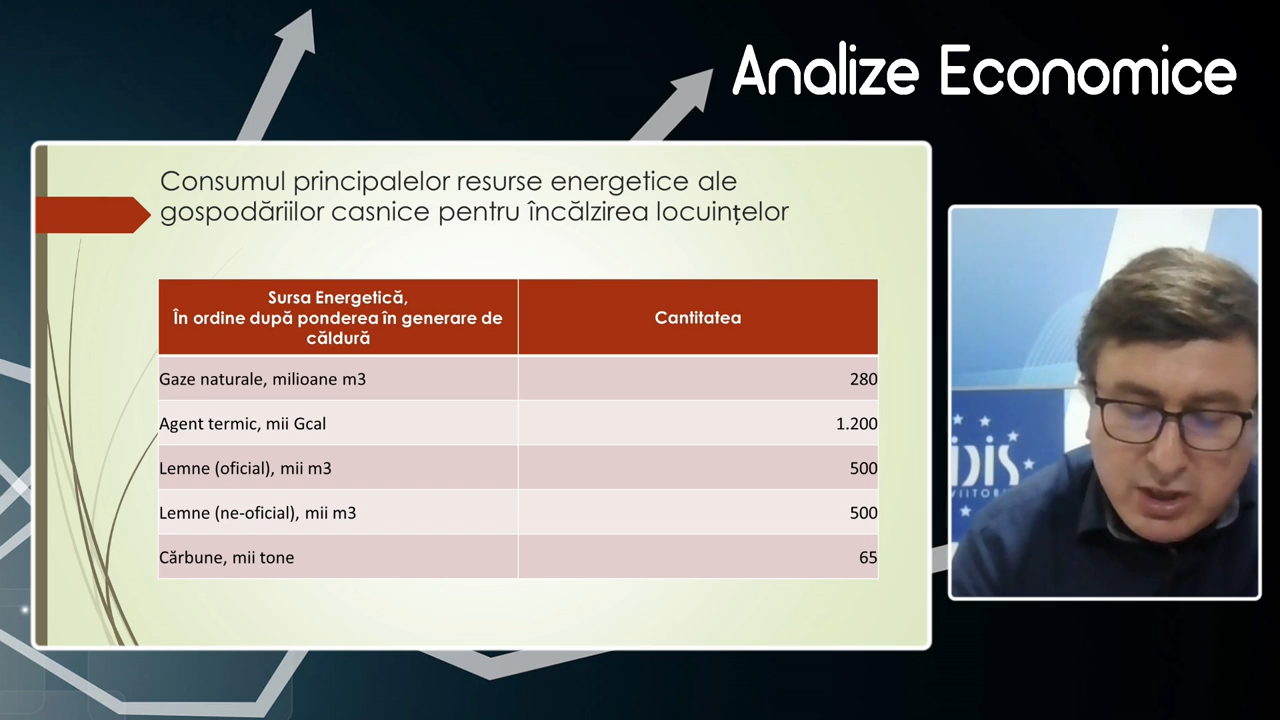 Analize Economice
Consumul principalelor resurse energetice ale
gospodăriilor casnice pentru încălzirea locuințelor
Sursa Energetică,
În ordine după ponderea în generare de
căldură
Cantitatea
Gaze naturale, milioane m3
280
Agent termic, mii Gcal
1.200
Lemne (oficial), mii m3
500
Lemne (ne-oficial), mii m3
500
Cărbune, mii tone
65